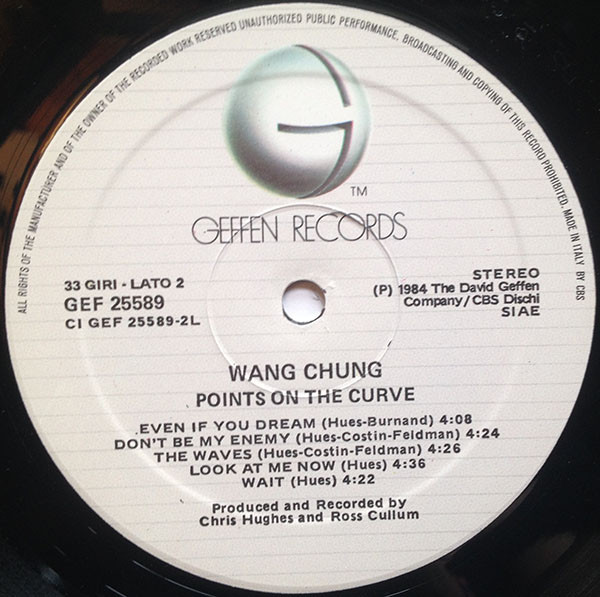 ALL RIGHTS OF THE MANUFACTURER AND OF THE OWNER OF THE RECORDED WORK RESERVED UNAUTHORIZED PUBLIC PERFORMANCE, BROADCASTING AND COPYING OF THIS RECORD PROHIBITED. MADE IN ITALY BY CBS
TM
GEFFEN RECORDS
33 GIRI - LATO 2
GEF 25589
CI GEF 25589-2L
STEREO
(P) 1984 The David Geffen
Company/CBS Dischi
SIAE
WANG CHUNG
POINTS ON THE CURVE
EVEN IF YOU DREAM (Hues-Burnand) 4:08
DON'T BE MY ENEMY (Hues-Costin-Feldman) 4:24
THE WAVES (Hues-Costin-Feldman) 4:26
LOOK AT ME NOW (Hues) 4:36
WAIT (Hues) 4:22
Produced and Recorded by
Chris Hughes and Ross Cullum